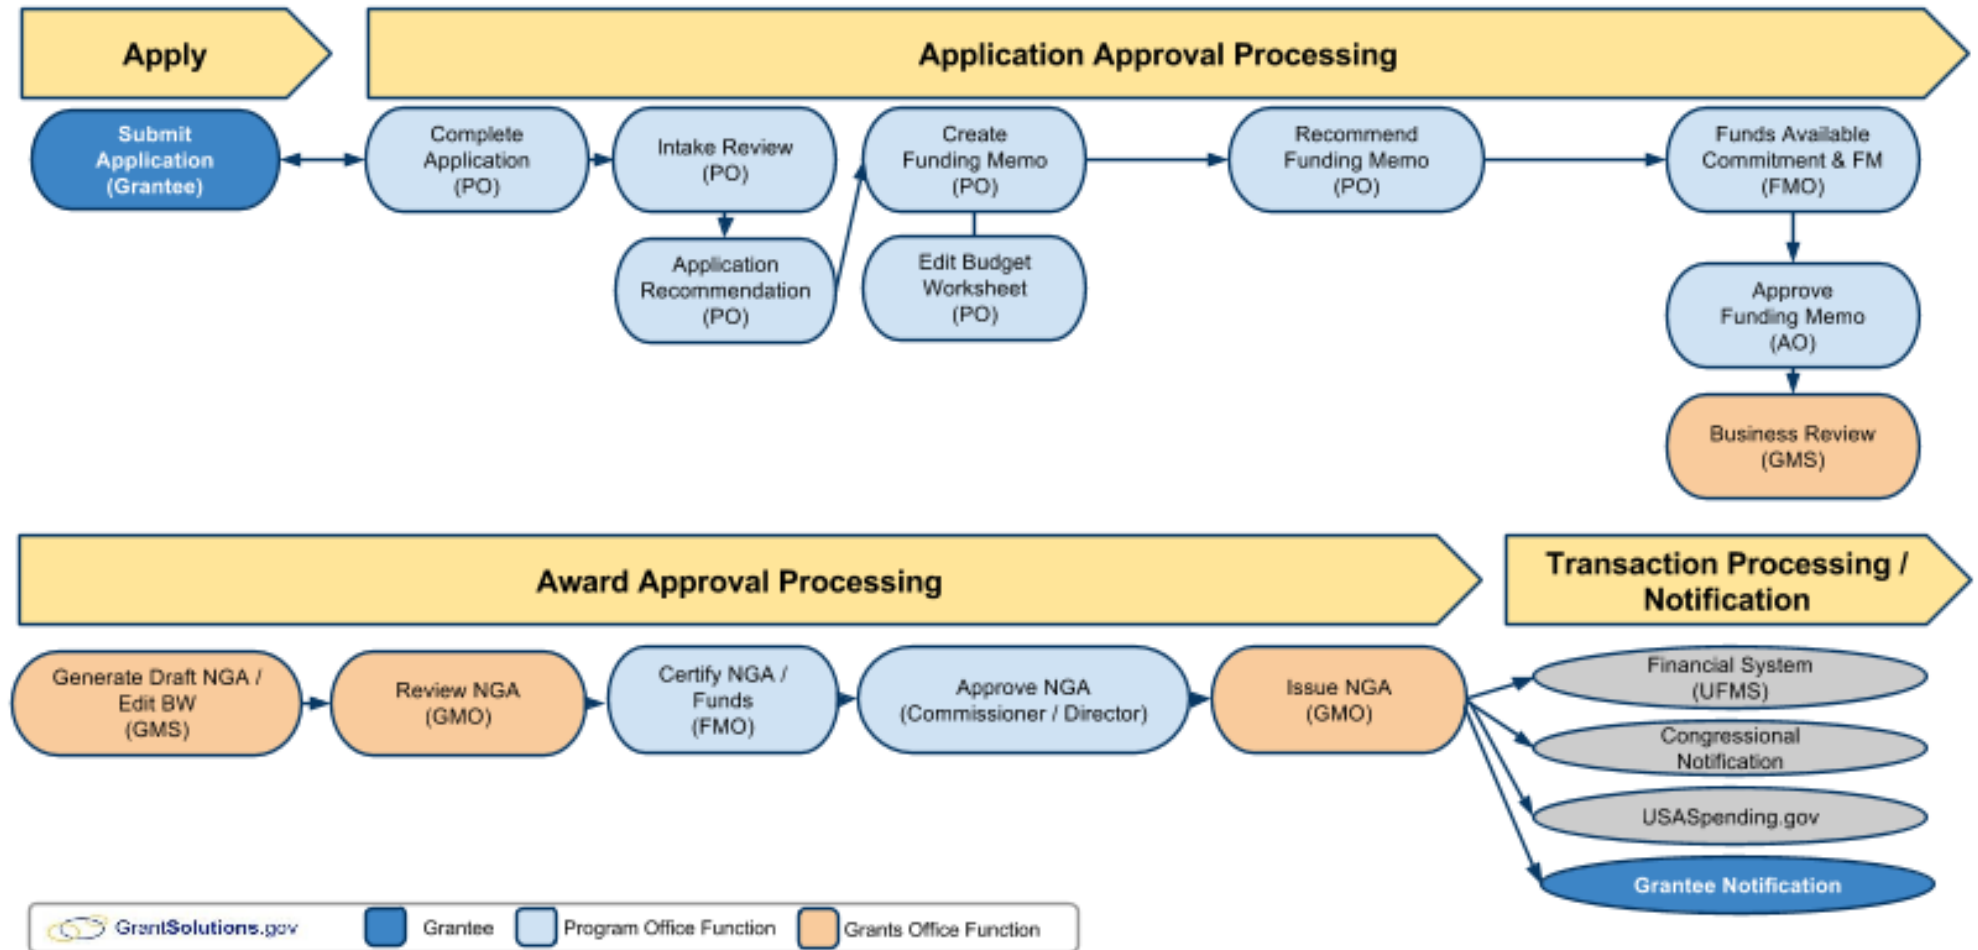 Apply
Application Approval Processing
Submit
Application
(Grantee)
Complete
Application
(PO)
Intake Review
(PO)
Create
Funding Memo
(PO)
Recommend
Funding Memo
(PO)
Funds Available
Commitment & FM
(FMO)
Application
Recommendation
(PO)
Edit Budget
Worksheet
(PO)
Approve
Funding Memo
(AO)
Business Review
(GMS)
Award Approval Processing
Transaction Processing /
Notification
Generate Draft NGA /
Edit BW
(GMS)
Review NGA
(GMO)
Certify NGA /
Funds
(FMO)
Approve NGA
(Commissioner / Director)
Issue NGA
(GMO)
Financial System
(UFMS)
Congressional
Notification
USASpending.gov
Grantee Notification
GrantSolutions.gov
Grantee
Program Office Function
Grants Office Function